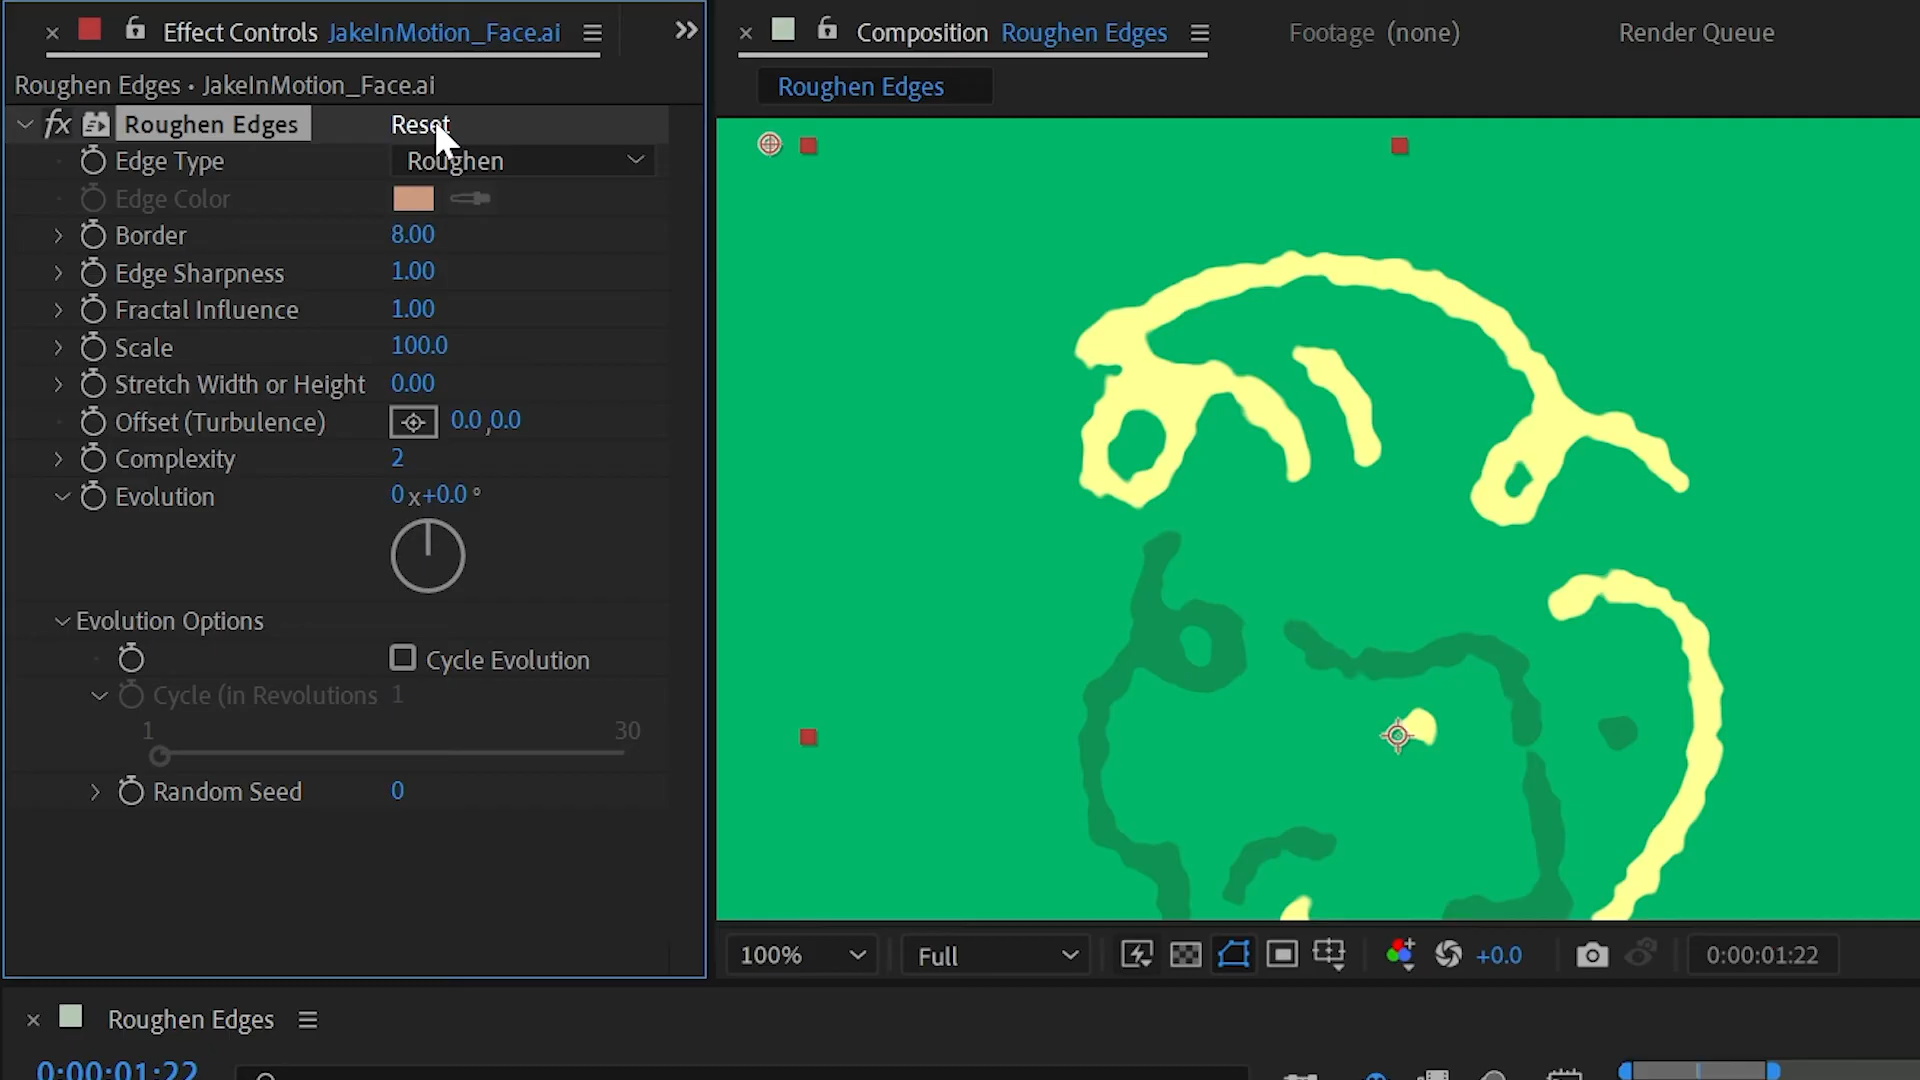 Effect Controls JakeInMotion_Face.ai
Composition Roughen Edges
Footage (none)
Render Queue
Roughen Edges • JakeInMotion_Face.ai
Roughen Edges
fx Roughen Edges Reset
Edge Type Roughen
Edge Color
Border 8.00
Edge Sharpness 1.00
Fractal Influence 1.00
Scale 100.0
Stretch Width or Height 0.00
Offset (Turbulence) 0.0,0.0
Complexity 2
Evolution 0x+0.0°
Evolution Options
Cycle Evolution
Cycle (in Revolutions 1
1 30
Random Seed 0
100% Full +0.0 0:00:01:22
Roughen Edges
0:00:01:22